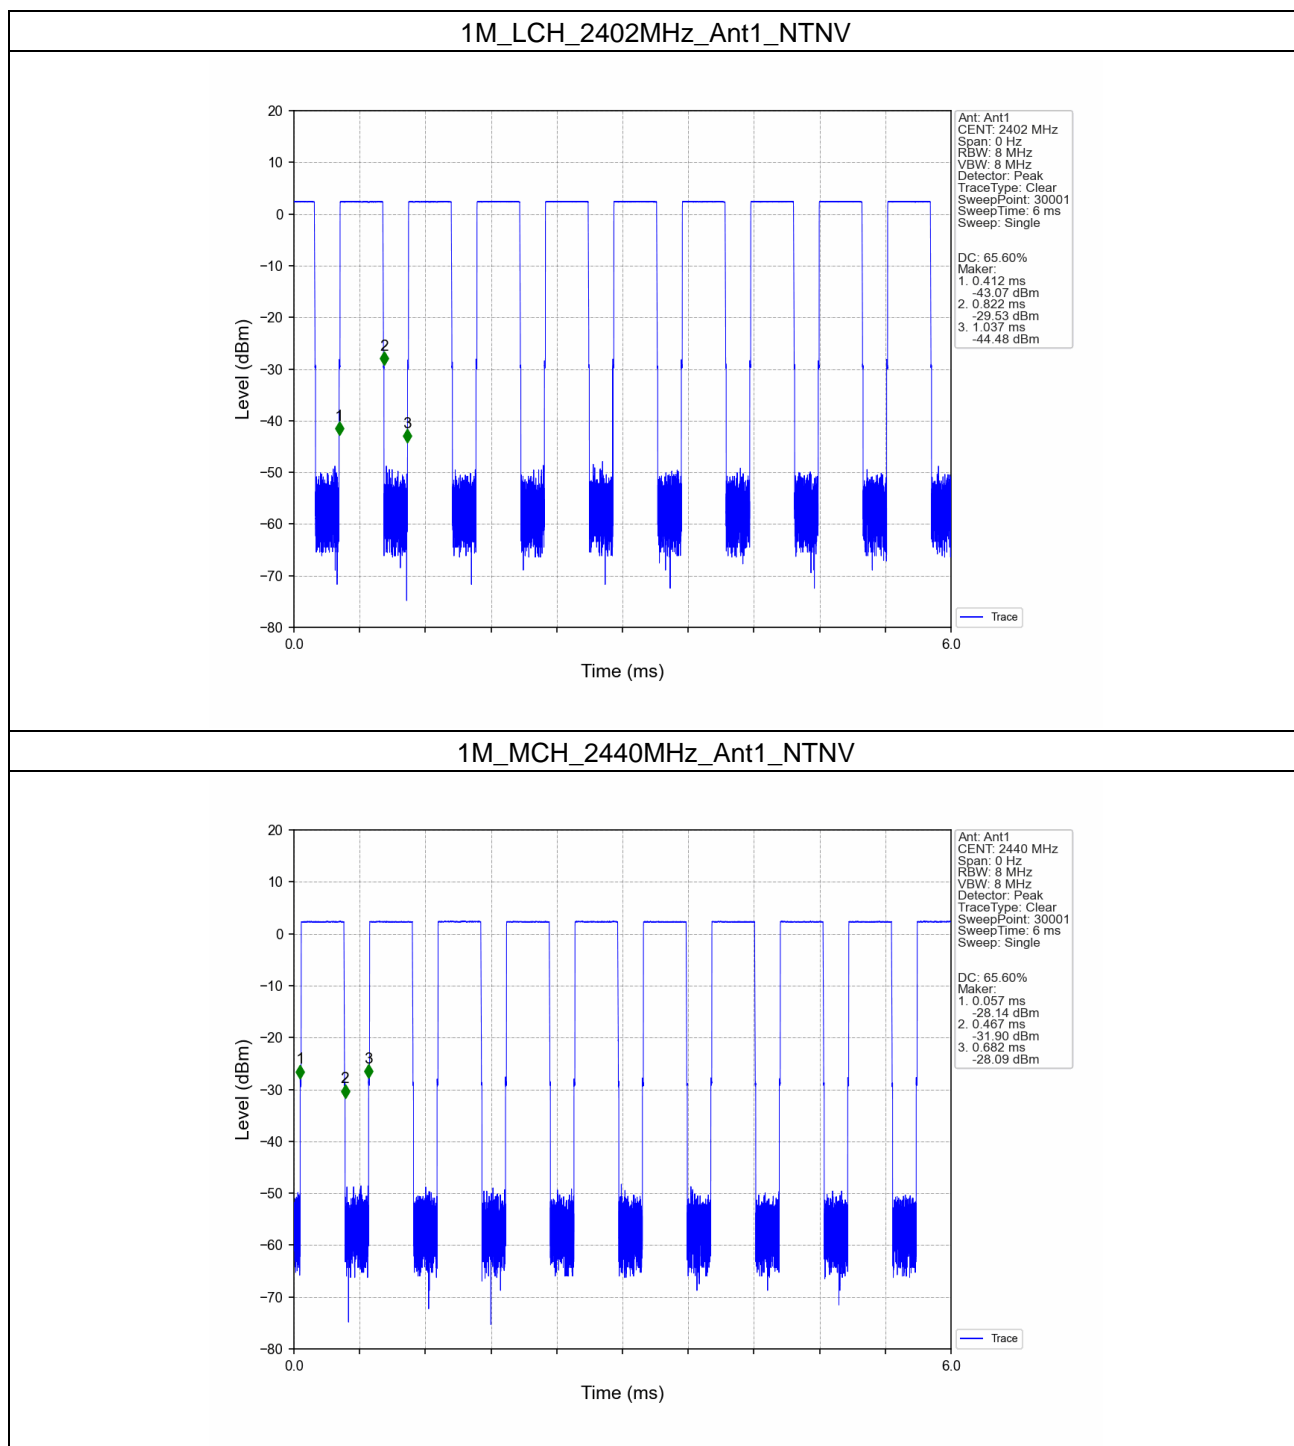 1M_LCH_2402MHz_Ant1_NTNV
20
10
0
−10
−20
−30
−40
−50
−60
−70
−80
Level (dBm)
1
2
3
0.0
6.0
Time (ms)
Ant: Ant1
CENT: 2402 MHz
Span: 0 Hz
RBW: 8 MHz
VBW: 8 MHz
Detector: Peak
TraceType: Clear
SweepPoint: 30001
SweepTime: 6 ms
Sweep: Single
DC: 65.60%
Maker:
1. 0.412 ms
-43.07 dBm
2. 0.822 ms
-29.53 dBm
3. 1.037 ms
-44.48 dBm
Trace
1M_MCH_2440MHz_Ant1_NTNV
20
10
0
−10
−20
−30
−40
−50
−60
−70
−80
Level (dBm)
1
2
3
0.0
6.0
Time (ms)
Ant: Ant1
CENT: 2440 MHz
Span: 0 Hz
RBW: 8 MHz
VBW: 8 MHz
Detector: Peak
TraceType: Clear
SweepPoint: 30001
SweepTime: 6 ms
Sweep: Single
DC: 65.60%
Maker:
1. 0.057 ms
-28.14 dBm
2. 0.467 ms
-31.90 dBm
3. 0.682 ms
-28.09 dBm
Trace